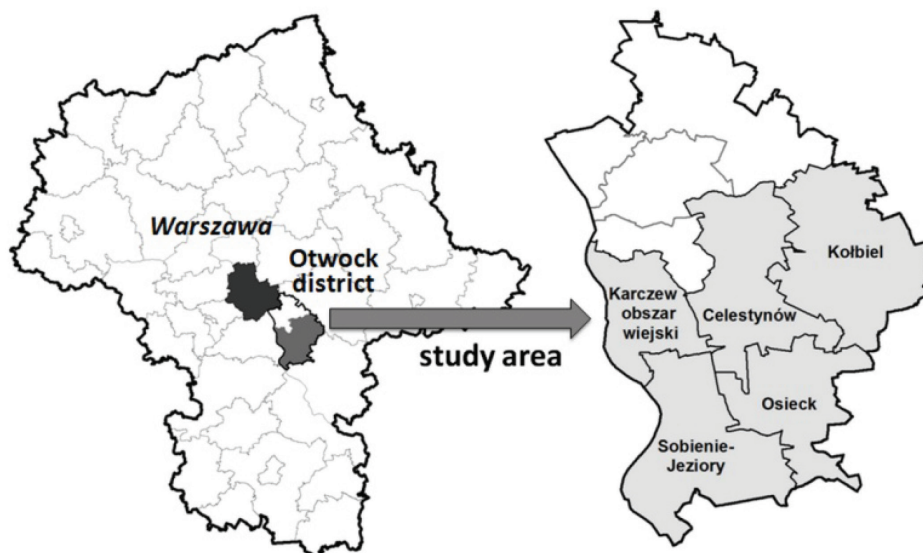 Warszawa
Otwock
district
study area
Kołbiel
Karczew
obszar
wiejski
Celestynów
Osieck
Sobienie-
Jeziory